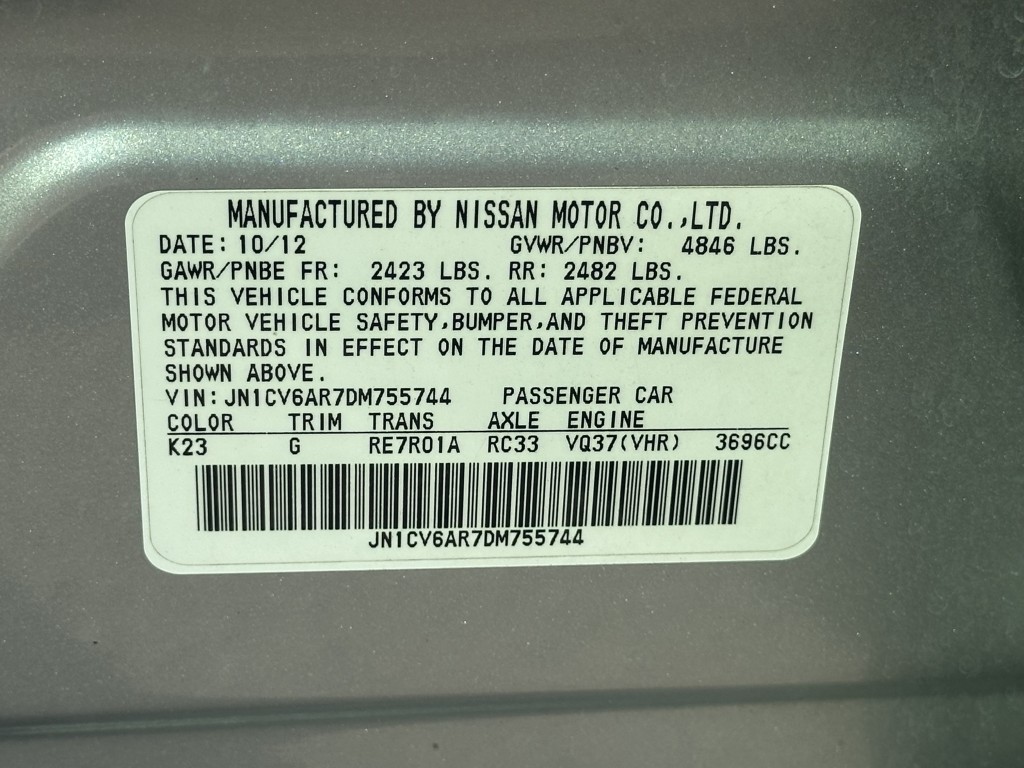 MANUFACTURED BY NISSAN MOTOR CO.,LTD.
DATE: 10/12 GVWR/PNBV: 4846 LBS.
GAWR/PNBE FR: 2423 LBS. RR: 2482 LBS.
THIS VEHICLE CONFORMS TO ALL APPLICABLE FEDERAL
MOTOR VEHICLE SAFETY,BUMPER,AND THEFT PREVENTION
STANDARDS IN EFFECT ON THE DATE OF MANUFACTURE
SHOWN ABOVE.
VIN: JN1CV6AR7DM755744 PASSENGER CAR
COLOR TRIM TRANS AXLE ENGINE
K23 G RE7R01A RC33 VQ37(VHR) 3696CC
JN1CV6AR7DM755744